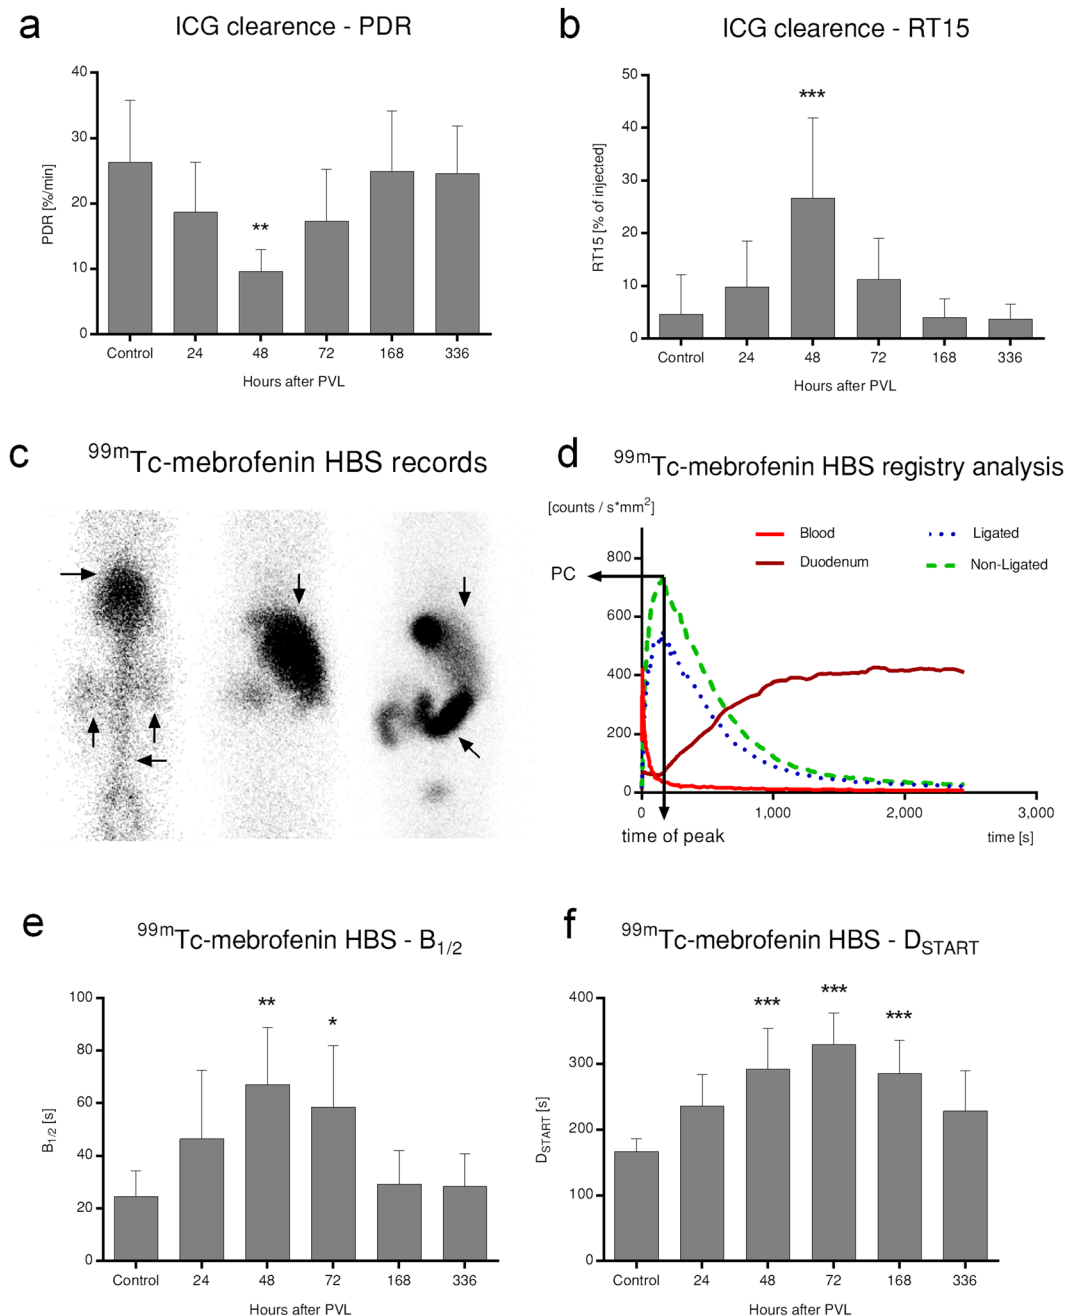 a
ICG clearence - PDR
40
30
20
10
0
PDR [%/min]
**
Control 24 48 72 168 336
Hours after PVL
b
ICG clearence - RT15
50
40
30
20
10
0
RT15 [% of injected]
***
Control 24 48 72 168 336
Hours after PVL
c
99mTc-mebrofenin HBS records
d
99mTc-mebrofenin HBS registry analysis
[counts / s*mm2]
Blood
Duodenum
Ligated
Non-Ligated
PC
800
600
400
200
0
0 1,000 2,000 3,000
time of peak
time [s]
e
99mTc-mebrofenin HBS - B1/2
100
80
60
40
20
0
B1/2 [s]
**
*
Control 24 48 72 168 336
Hours after PVL
f
99mTc-mebrofenin HBS - DSTART
400
300
200
100
0
DSTART [s]
***
***
***
Control 24 48 72 168 336
Hours after PVL